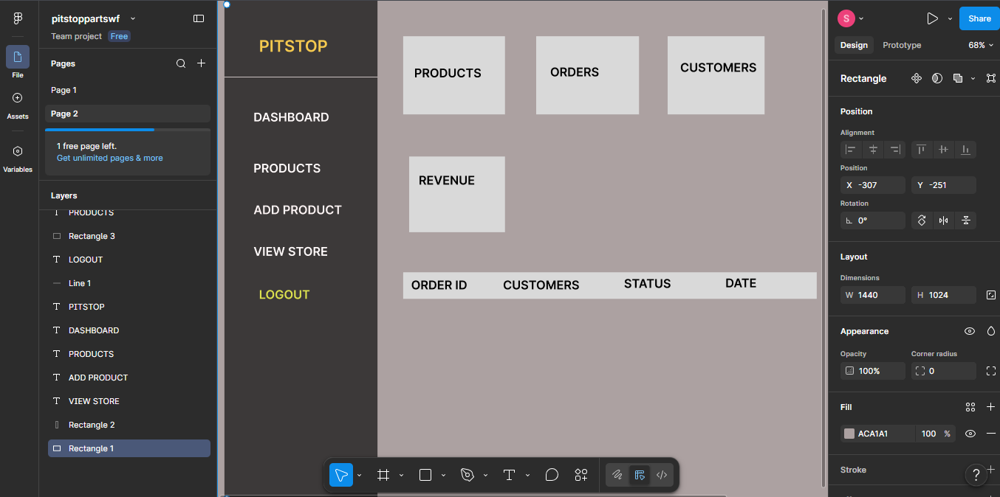 pitstoppartswf
Team project Free
File
Assets
Variables
Pages
Page 1
Page 2
1 free page left.
Get unlimited pages & more
Layers
PRODUCTS
Rectangle 3
LOGOUT
Line 1
PITSTOP
DASHBOARD
PRODUCTS
ADD PRODUCT
VIEW STORE
Rectangle 2
Rectangle 1
PITSTOP
DASHBOARD
PRODUCTS
ADD PRODUCT
VIEW STORE
LOGOUT
PRODUCTS ORDERS CUSTOMERS
REVENUE
ORDER ID CUSTOMERS STATUS DATE
S Share
Design Prototype 68%
Rectangle
Position
Alignment
Position
X -307 Y -251
Rotation
0°
Layout
Dimensions
W 1440 H 1024
Appearance
Opacity Corner radius
100% 0
Fill
ACA1A1 100 %
Stroke
?